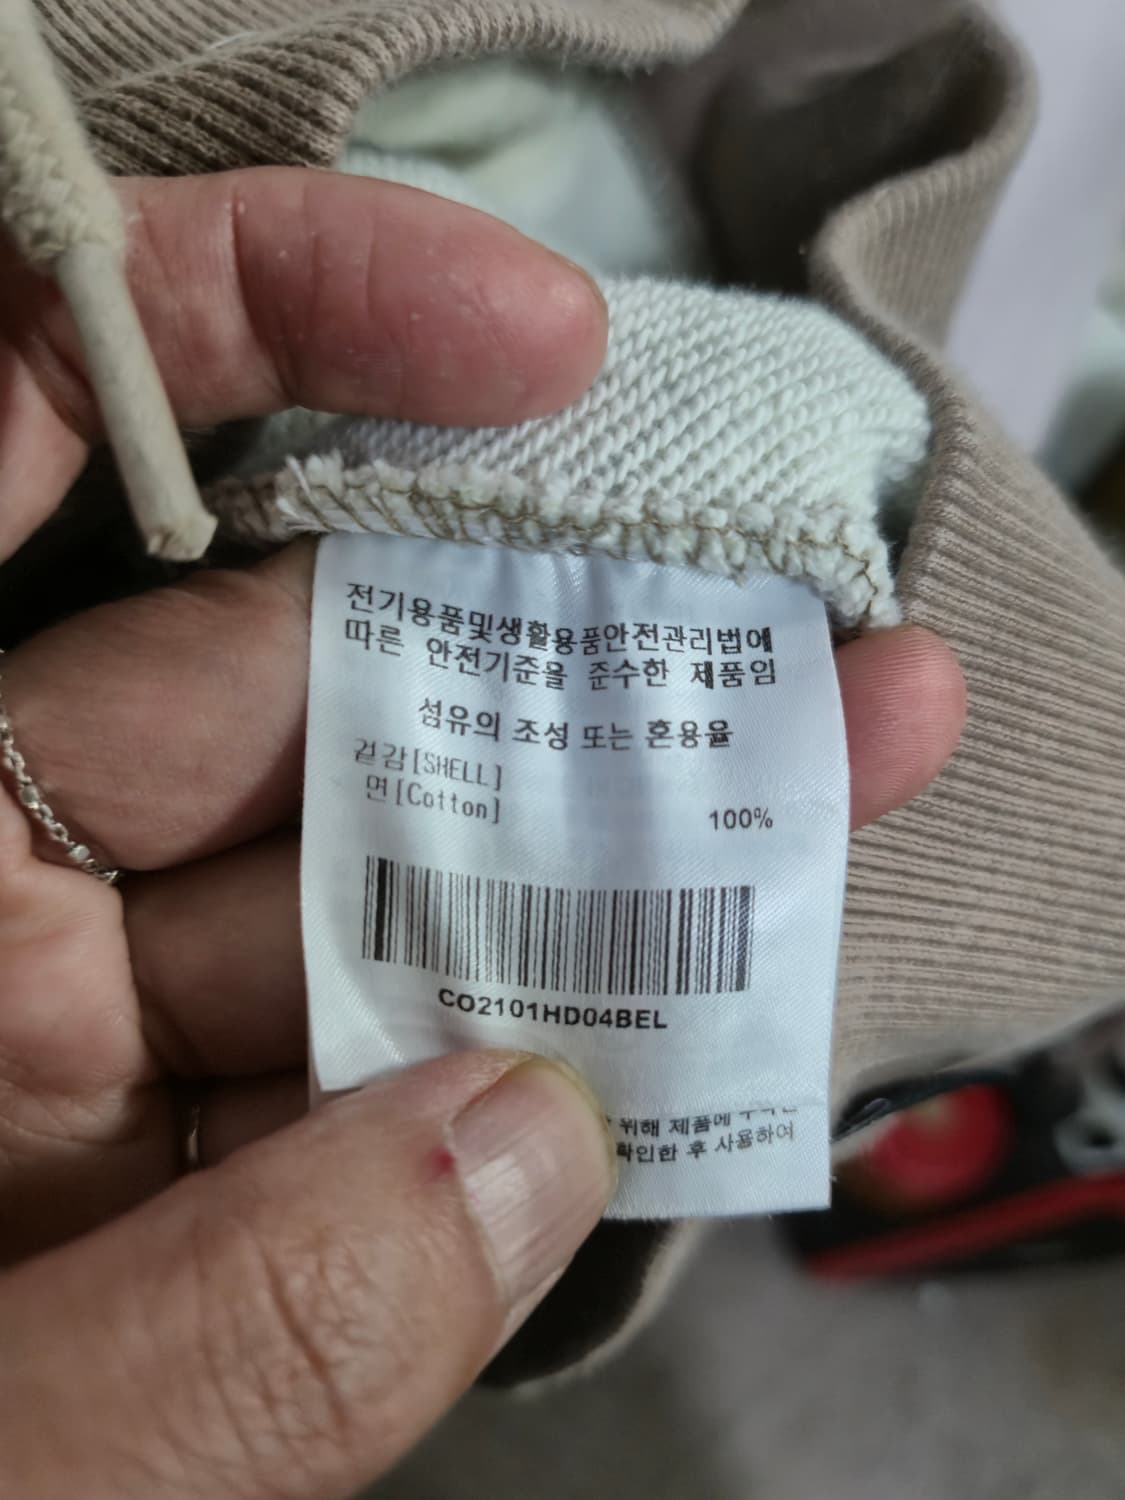 전기용품및생활용품안전관리법에
따른 안전기준을 준수한 제품임
섬유의 조성 또는 혼용율
겉감[SHELL]
면[Cotton] 100%
CO2101HD04BEL
위해 제품에
확인한 후 사용하여